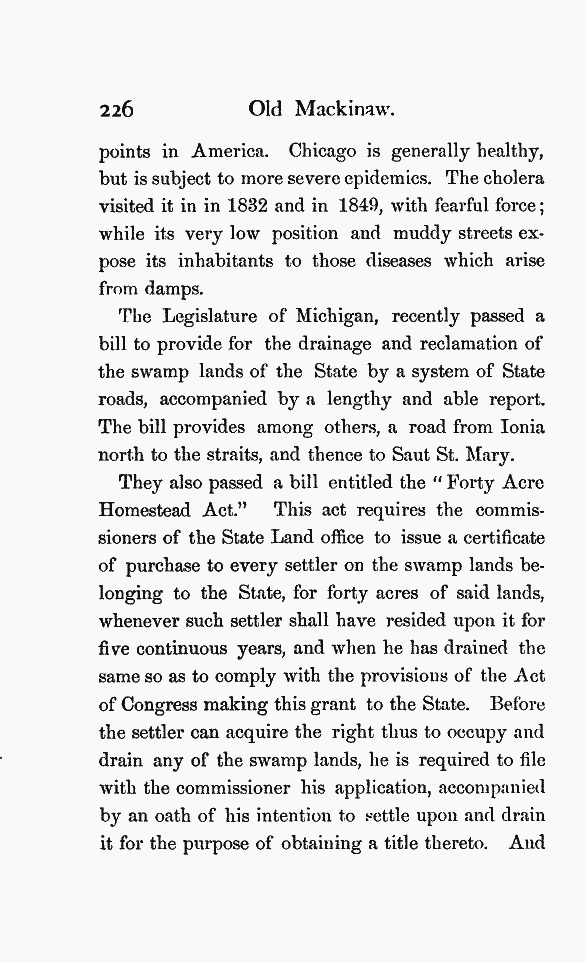 226 Old Mackinaw.
points in America. Chicago is generally healthy,
but is subject to more severe epidemics. The cholera
visited it in in 1832 and in 1849, with fearful force;
while its very low position and muddy streets ex-
pose its inhabitants to those diseases which arise
from damps.
The Legislature of Michigan, recently passed a
bill to provide for the drainage and reclamation of
the swamp lands of the State by a system of State
roads, accompanied by a lengthy and able report.
The bill provides among others, a road from Ionia
north to the straits, and thence to Saut St. Mary.
They also passed a bill entitled the "Forty Acre
Homestead Act." This act requires the commis-
sioners of the State Land office to issue a certificate
of purchase to every settler on the swamp lands be-
longing to the State, for forty acres of said lands,
whenever such settler shall have resided upon it for
five continuous years, and when he has drained the
same so as to comply with the provisions of the Act
of Congress making this grant to the State. Before
the settler can acquire the right thus to occupy and
drain any of the swamp lands, he is required to file
with the commissioner his application, accompanied
by an oath of his intention to settle upon and drain
it for the purpose of obtaining a title thereto. And